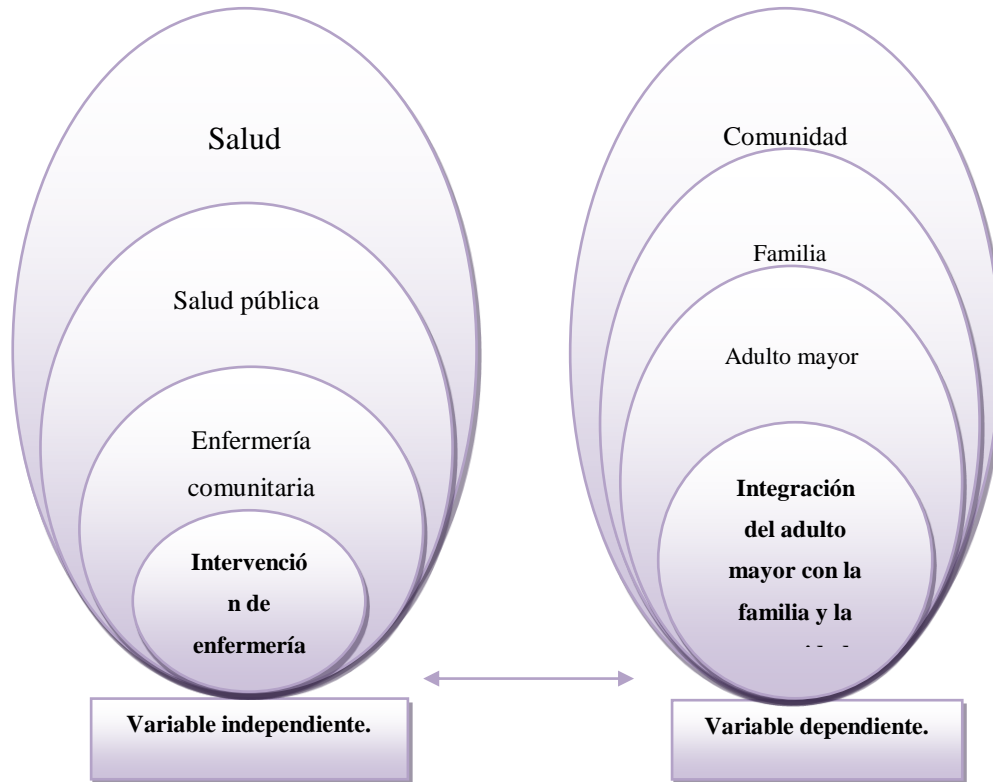 Salud
Salud pública
Enfermería
comunitaria
Intervenció
n de
enfermería
Variable independiente.
Comunidad
Familia
Adulto mayor
Integración
del adulto
mayor con la
familia y la
Variable dependiente.